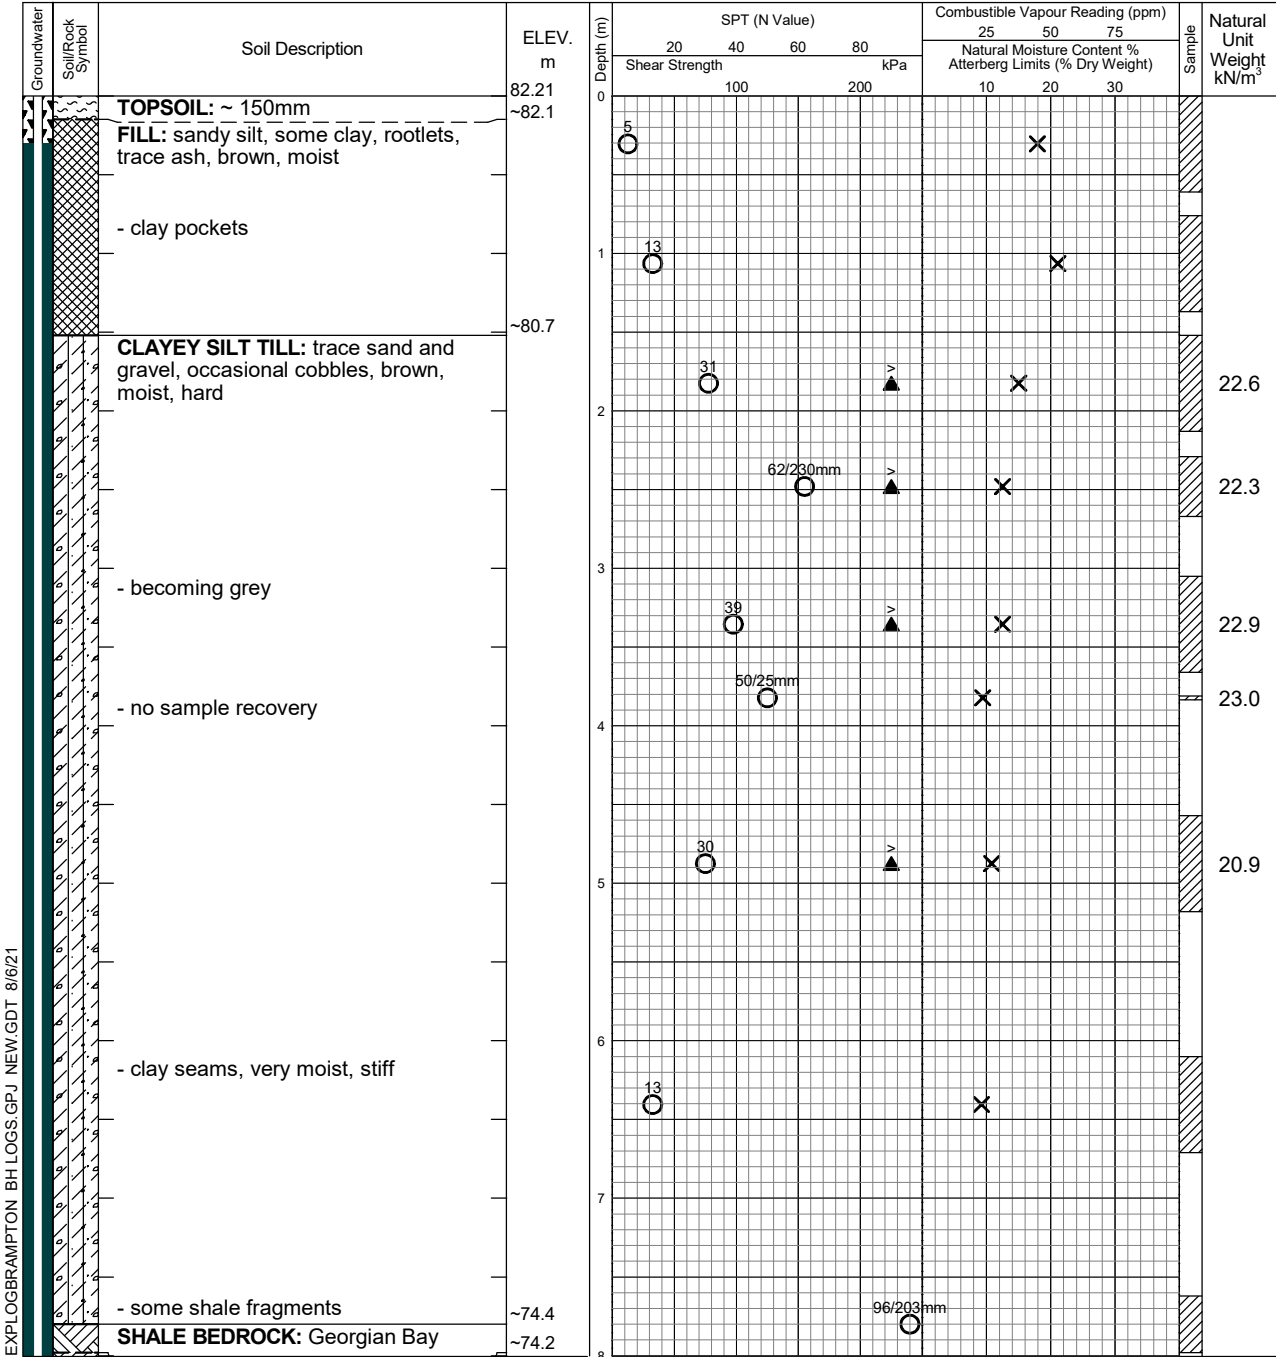 Groundwater
Soil/Rock
Symbol
Soil Description
ELEV.
m
Depth (m)
SPT (N Value)
20 40 60 80
Shear Strength kPa
100 200
Combustible Vapour Reading (ppm)
25 50 75
Natural Moisture Content %
Atterberg Limits (% Dry Weight)
10 20 30
Sample
Natural
Unit
Weight
kN/m³
82.21
0
TOPSOIL: ~ 150mm
~82.1
FILL: sandy silt, some clay, rootlets,
trace ash, brown, moist
5
- clay pockets
13
1
~80.7
CLAYEY SILT TILL: trace sand and
gravel, occasional cobbles, brown,
moist, hard
31
>
22.6
2
62/230mm
>
22.3
3
- becoming grey
39
>
22.9
50/25mm
23.0
- no sample recovery
4
30
>
20.9
5
6
- clay seams, very moist, stiff
13
7
- some shale fragments
96/203mm
~74.4
SHALE BEDROCK: Georgian Bay
~74.2
8
EXPLOGBRAMPTON BH LOGS.GPJ NEW.GDT 8/6/21